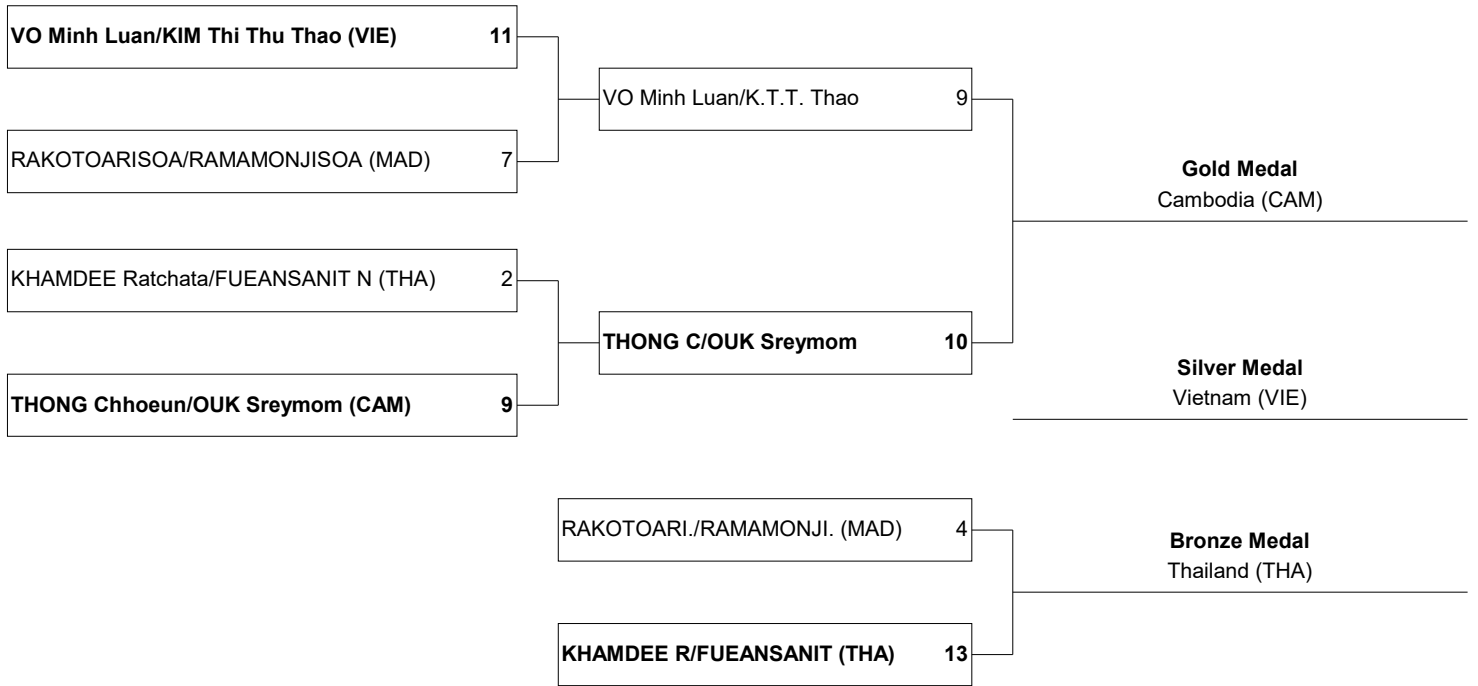 VO Minh Luan/KIM Thi Thu Thao (VIE) 11
RAKOTOARISOA/RAMAMONJISOA (MAD) 7
KHAMDEE Ratchata/FUEANSANIT N (THA) 2
THONG Chhoeun/OUK Sreymom (CAM) 9
VO Minh Luan/K.T.T. Thao 9
THONG C/OUK Sreymom 10
Gold Medal
Cambodia (CAM)
Silver Medal
Vietnam (VIE)
RAKOTOARI./RAMAMONJI. (MAD) 4
KHAMDEE R/FUEANSANIT (THA) 13
Bronze Medal
Thailand (THA)